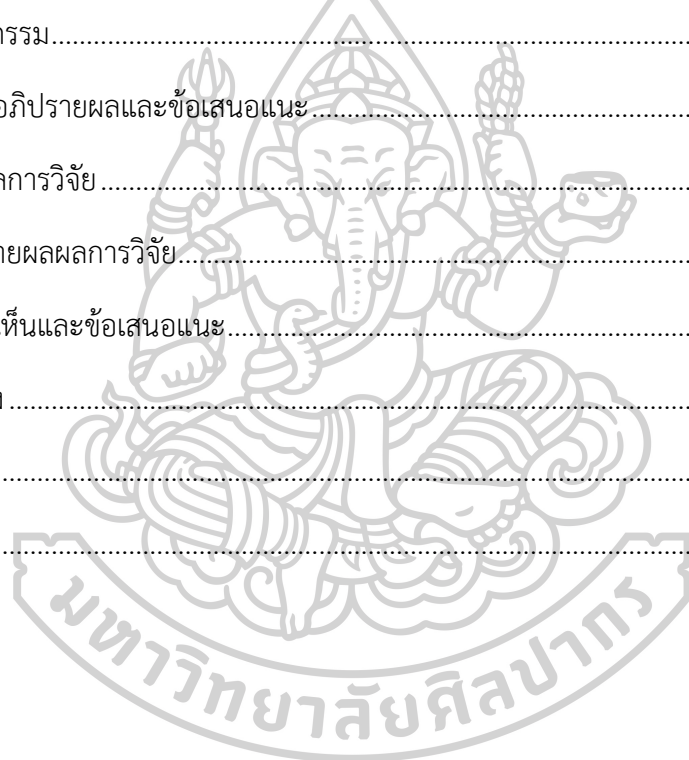 กรรม
อภิปรายผลและข้อเสนอแนะ
ลการวิจัย
ายผลผลการวิจัย
เห็นและข้อเสนอแนะ
มหาวิทยาลัยศิลปากร